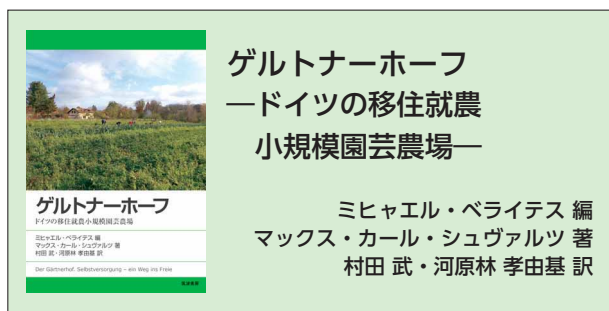 ゲルトナーホーフ
ドイツの移住就農小規模園芸農場
ミヒャエル・ベライテス 編
マックス・カール・シュヴァルツ 著
村田 武・河原林 孝由基 訳
Der Gärtnerhof. Selbstversorgung – ein Weg ins Freie
筑波書房
ゲルトナーホーフ
―ドイツの移住就農
小規模園芸農場―
ミヒャエル・ベライテス 編
マックス・カール・シュヴァルツ 著
村田 武・河原林 孝由基 訳